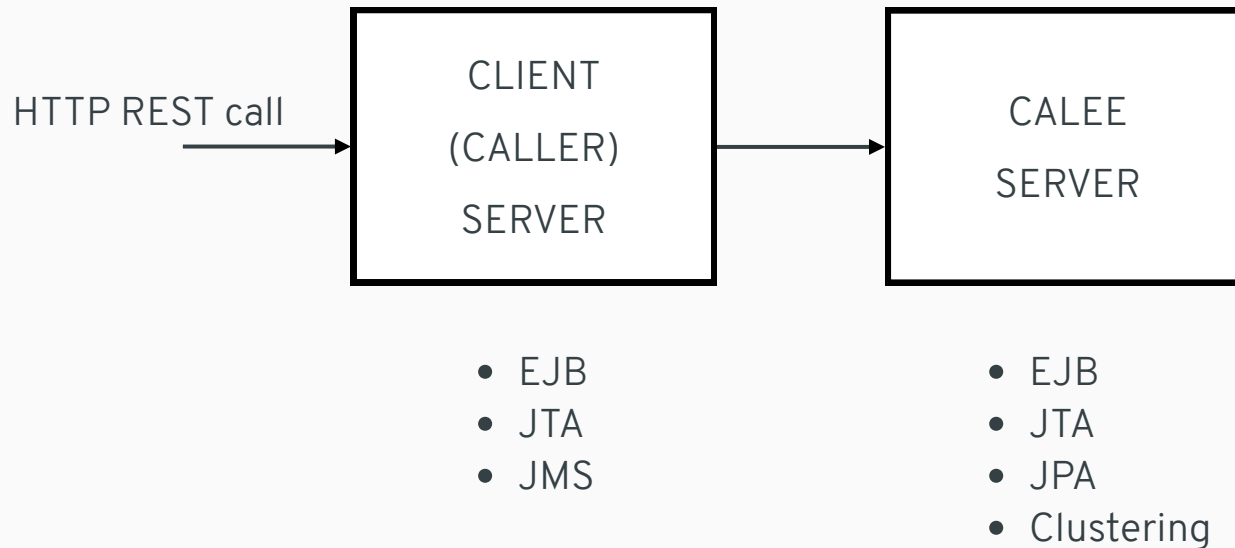 HTTP REST call
CLIENT
(CALLER)
SERVER
CALEE
SERVER
• EJB
• JTA
• JMS
• EJB
• JTA
• JPA
• Clustering